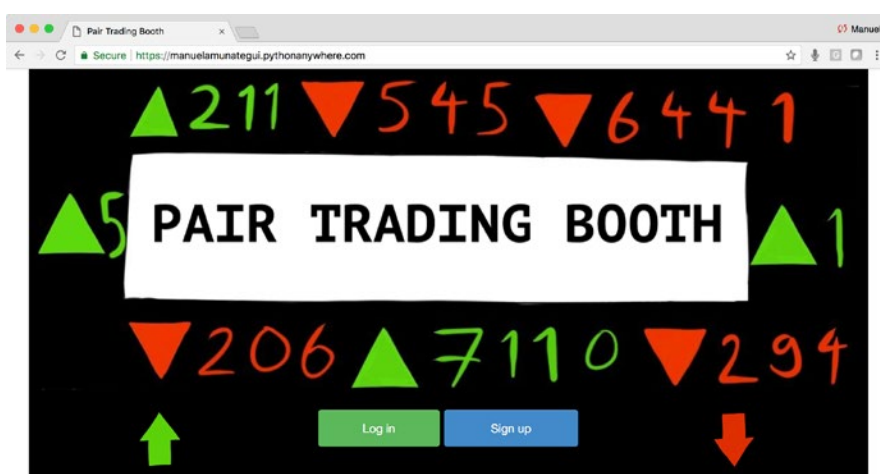 Pair Trading Booth
Manuel
Secure https://manuelamunategui.pythonanywhere.com
▲211 ▼545 ▼6441
▲5 PAIR TRADING BOOTH ▲1
▼206 ▲7110 ▼294
Log in Sign up